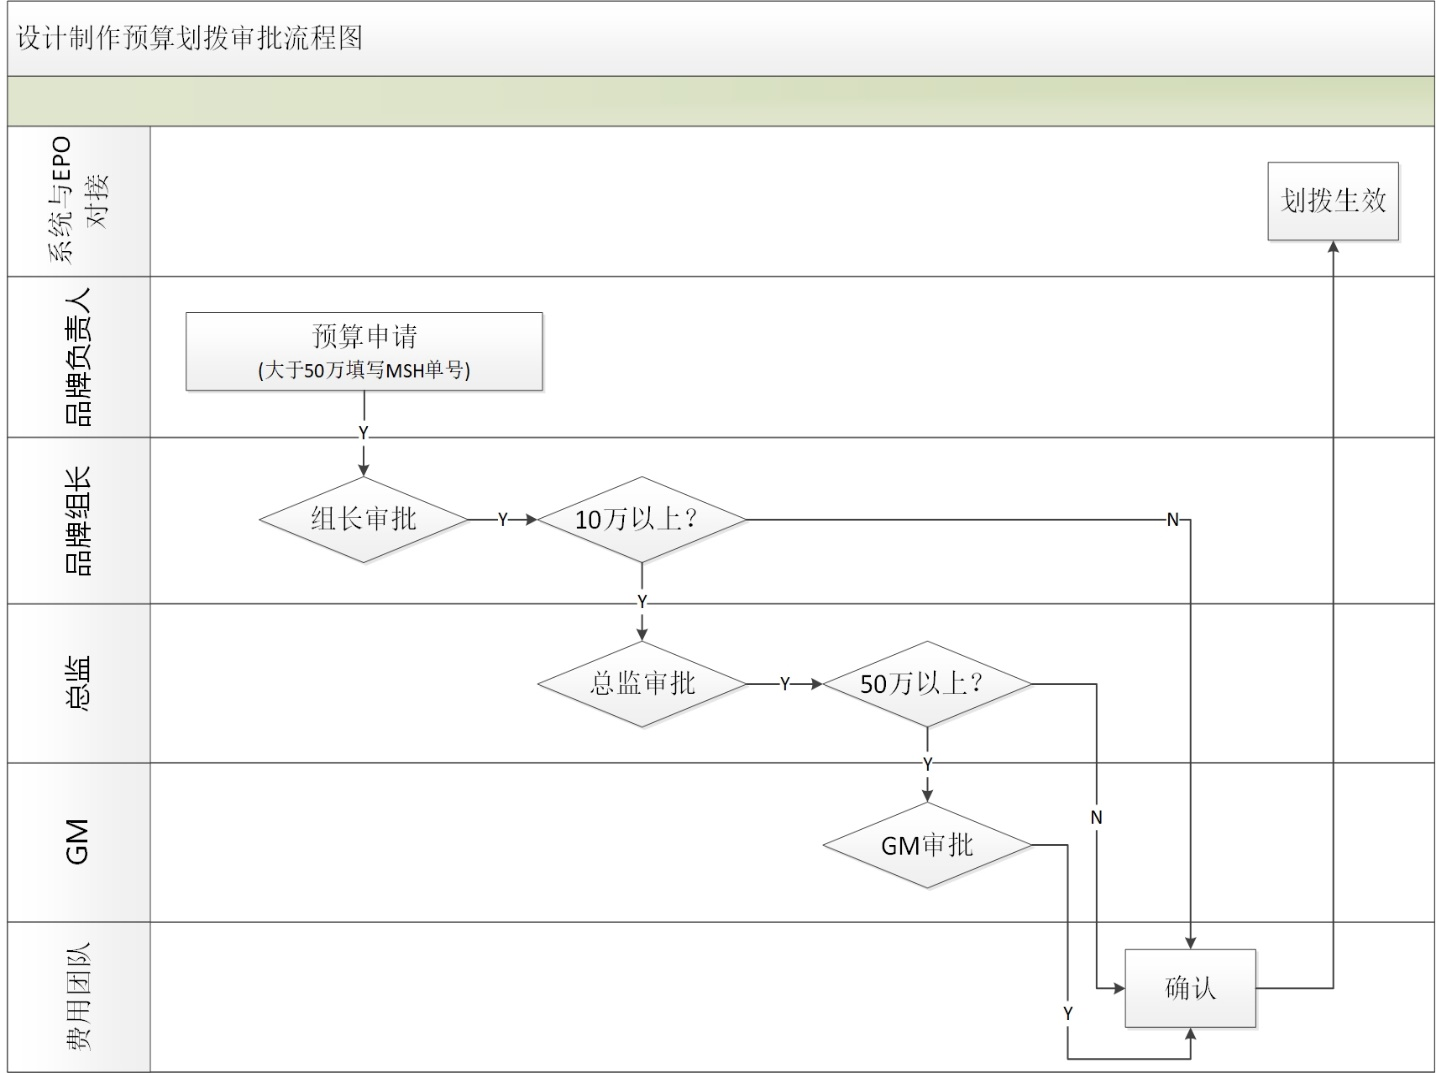 设计制作预算划拨审批流程图
系统与EPO
对接
划拨生效
品牌负责人
预算申请
(大于50万填写MSH单号)
Y
品牌组长
组长审批
Y
10万以上？
N
Y
总监
总监审批
Y
50万以上？
Y
N
GM
GM审批
费用团队
确认
Y